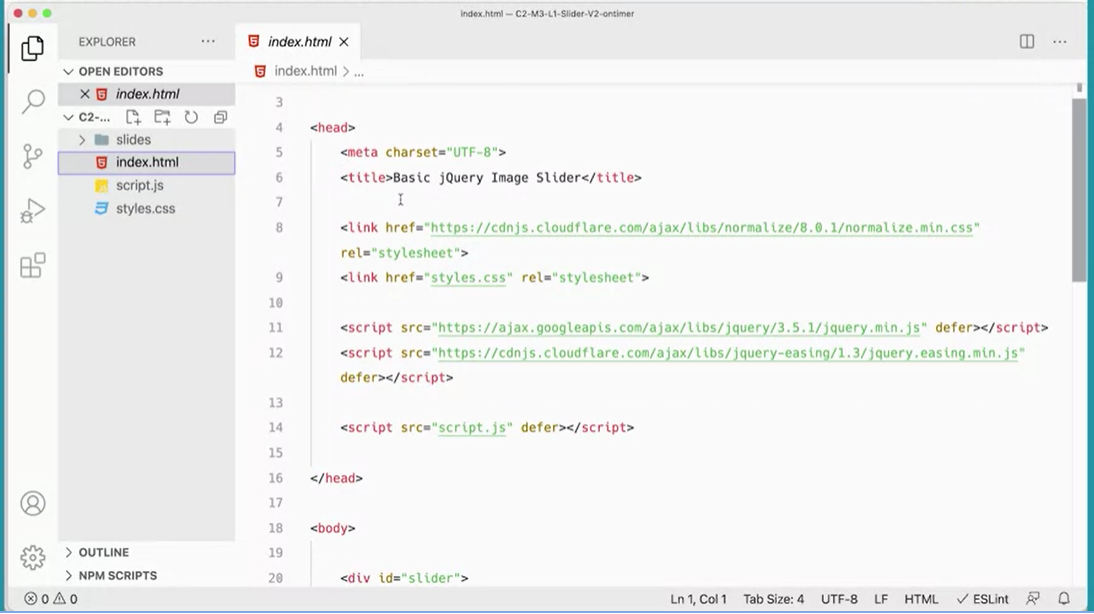 index.html — C2-M3-L1-Slider-V2-ontimer
EXPLORER
OPEN EDITORS
index.html
C2-...
slides
index.html
script.js
styles.css
OUTLINE
NPM SCRIPTS
index.html
index.html > ...
3
4 <head>
5 <meta charset="UTF-8">
6 <title>Basic jQuery Image Slider</title>
7
8 <link href="https://cdnjs.cloudflare.com/ajax/libs/normalize/8.0.1/normalize.min.css"
rel="stylesheet">
9 <link href="styles.css" rel="stylesheet">
10
11 <script src="https://ajax.googleapis.com/ajax/libs/jquery/3.5.1/jquery.min.js" defer></script>
12 <script src="https://cdnjs.cloudflare.com/ajax/libs/jquery-easing/1.3/jquery.easing.min.js"
defer></script>
13
14 <script src="script.js" defer></script>
15
16 </head>
17
18 <body>
19
20 <div id="slider">
0 0 Ln 1, Col 1 Tab Size: 4 UTF-8 LF HTML ESLint